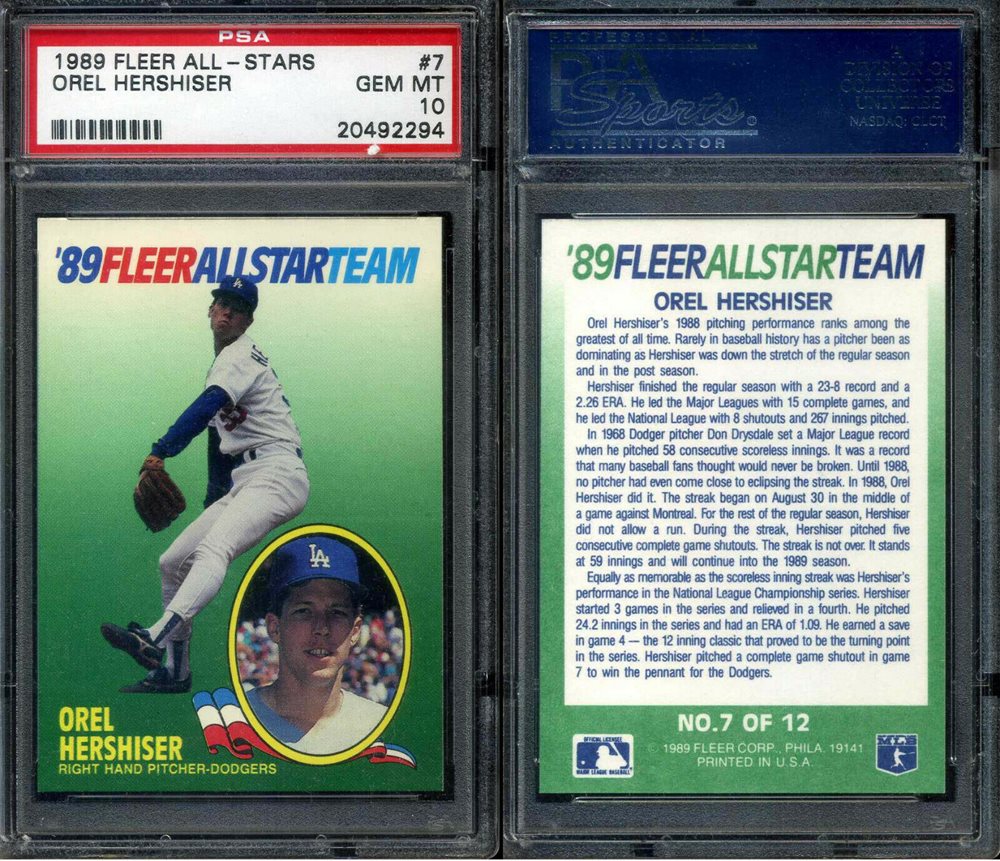 PSA
1989 FLEER ALL-STARS #7
OREL HERSHISER GEM MT
10
20492294
'89FLEERALLSTARTEAM
LA
LA
OREL
HERSHISER
RIGHT HAND PITCHER-DODGERS
PROFESSIONAL
PSA
Sports®
AUTHENTICATOR
A
DIVISION OF
COLLECTORS
UNIVERSE
NASDAQ: CLCT
'89FLEERALLSTARTEAM
OREL HERSHISER
Orel Hershiser's 1988 pitching performance ranks among the
greatest of all time. Rarely in baseball history has a pitcher been as
dominating as Hershiser was down the stretch of the regular season
and in the post season.
Hershiser finished the regular season with a 23-8 record and a
2.26 ERA. He led the Major Leagues with 15 complete games, and
he led the National League with 8 shutouts and 267 innings pitched.
In 1968 Dodger pitcher Don Drysdale set a Major League record
when he pitched 58 consecutive scoreless innings. It was a record
that many baseball fans thought would never be broken. Until 1988,
no pitcher had even come close to eclipsing the streak. In 1988, Orel
Hershiser did it. The streak began on August 30 in the middle of
a game against Montreal. For the rest of the regular season, Hershiser
did not allow a run. During the streak, Hershiser pitched five
consecutive complete game shutouts. The streak is not over. It stands
at 59 innings and will continue into the 1989 season.
Equally as memorable as the scoreless inning streak was Hershiser's
performance in the National League Championship series. Hershiser
started 3 games in the series and relieved in a fourth. He pitched
24.2 innings in the series and had an ERA of 1.09. He earned a save
in game 4 — the 12 inning classic that proved to be the turning point
in the series. Hershiser pitched a complete game shutout in game
7 to win the pennant for the Dodgers.
NO.7 OF 12
OFFICIAL LICENSEE
MAJOR LEAGUE BASEBALL
© 1989 FLEER CORP., PHILA. 19141
PRINTED IN U.S.A.